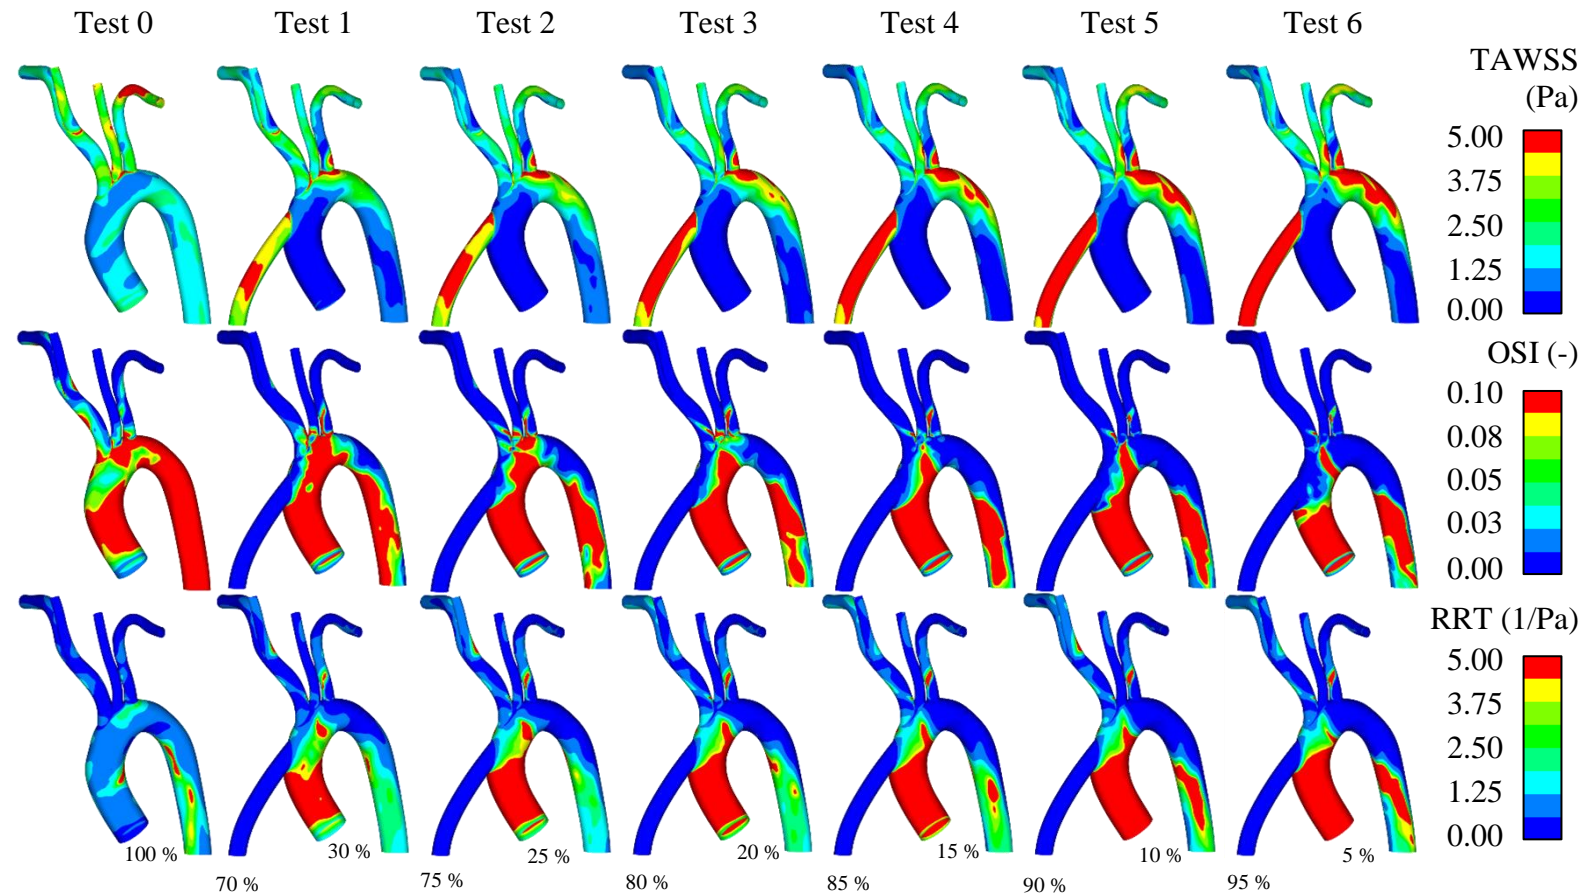 Test 0 Test 1 Test 2 Test 3 Test 4 Test 5 Test 6
TAWSS
(Pa)
5.00
3.75
2.50
1.25
0.00
OSI (-)
0.10
0.08
0.05
0.03
0.00
RRT (1/Pa)
5.00
3.75
2.50
1.25
0.00
100 % 30 % 25 % 20 % 15 % 10 % 5 %
70 % 75 % 80 % 85 % 90 % 95 %